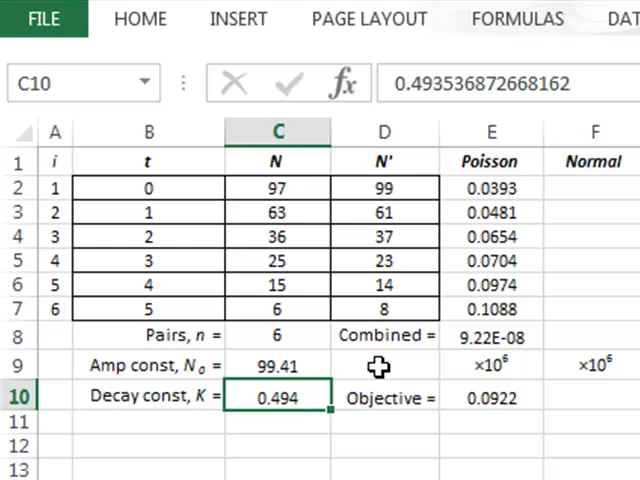 FILE HOME INSERT PAGE LAYOUT FORMULAS DAT
C10 fx 0.493536872668162
A B C D E F
1 i t N N' Poisson Normal
2 1 0 97 99 0.0393
3 2 1 63 61 0.0481
4 3 2 36 37 0.0654
5 4 3 25 23 0.0704
6 5 4 15 14 0.0974
7 6 5 6 8 0.1088
8 Pairs, n = 6 Combined = 9.22E-08
9 Amp const, N₀ = 99.41 ×10⁶ ×10⁶
10 Decay const, K = 0.494 Objective = 0.0922
11
12
13